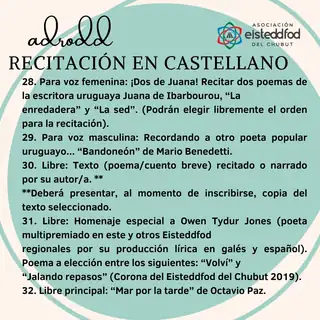 adrodd
ASOCIACIÓN
eisteddfod
DEL CHUBUT
RECITACIÓN EN CASTELLANO
28. Para voz femenina: ¡Dos de Juana! Recitar dos poemas de
la escritora uruguaya Juana de Ibarbourou, “La
enredadera” y “La sed”. (Podrán elegir libremente el orden
para la recitación).
29. Para voz masculina: Recordando a otro poeta popular
uruguayo... “Bandoneón” de Mario Benedetti.
30. Libre: Texto (poema/cuento breve) recitado o narrado
por su autor/a. **
**Deberá presentar, al momento de inscribirse, copia del
texto seleccionado.
31. Libre: Homenaje especial a Owen Tydur Jones (poeta
multipremiado en este y otros Eisteddfod
regionales por su producción lírica en galés y español).
Poema a elección entre los siguientes: “Volví” y
“Jalando repasos” (Corona del Eisteddfod del Chubut 2019).
32. Libre principal: “Mar por la tarde” de Octavio Paz.